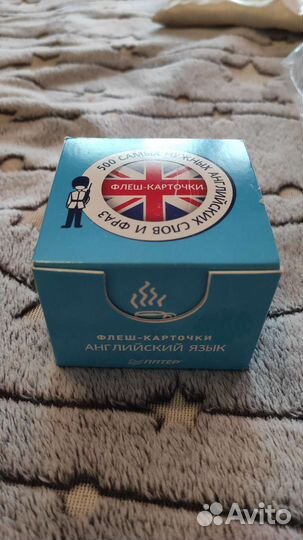 500 САМЫХ НУЖНЫХ АНГЛИЙСКИХ СЛОВ И ФРАЗ
ФЛЕШ-КАРТОЧКИ
ФЛЕШ-КАРТОЧКИ
АНГЛИЙСКИЙ ЯЗЫК
ПИТЕР
Avito